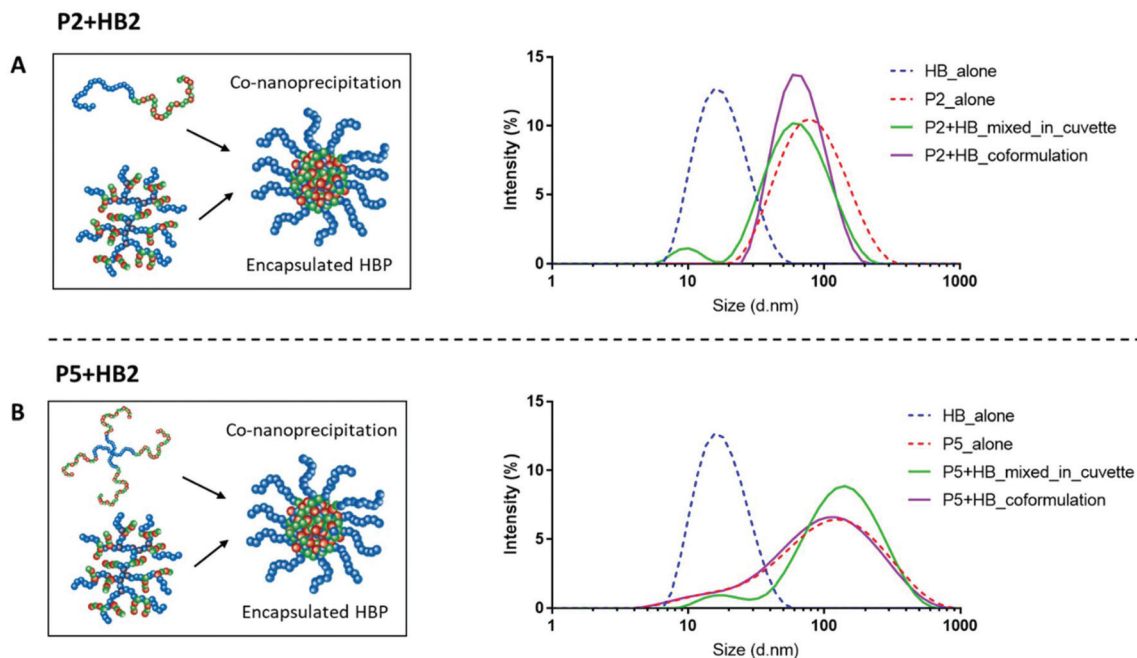 P2+HB2
A
Co-nanoprecipitation
Encapsulated HBP
15
10
5
0
Intensity (%)
1
10
100
1000
Size (d.nm)
HB_alone
P2_alone
P2+HB_mixed_in_cuvette
P2+HB_coformulation
P5+HB2
B
Co-nanoprecipitation
Encapsulated HBP
15
10
5
0
Intensity (%)
1
10
100
1000
Size (d.nm)
HB_alone
P5_alone
P5+HB_mixed_in_cuvette
P5+HB_coformulation